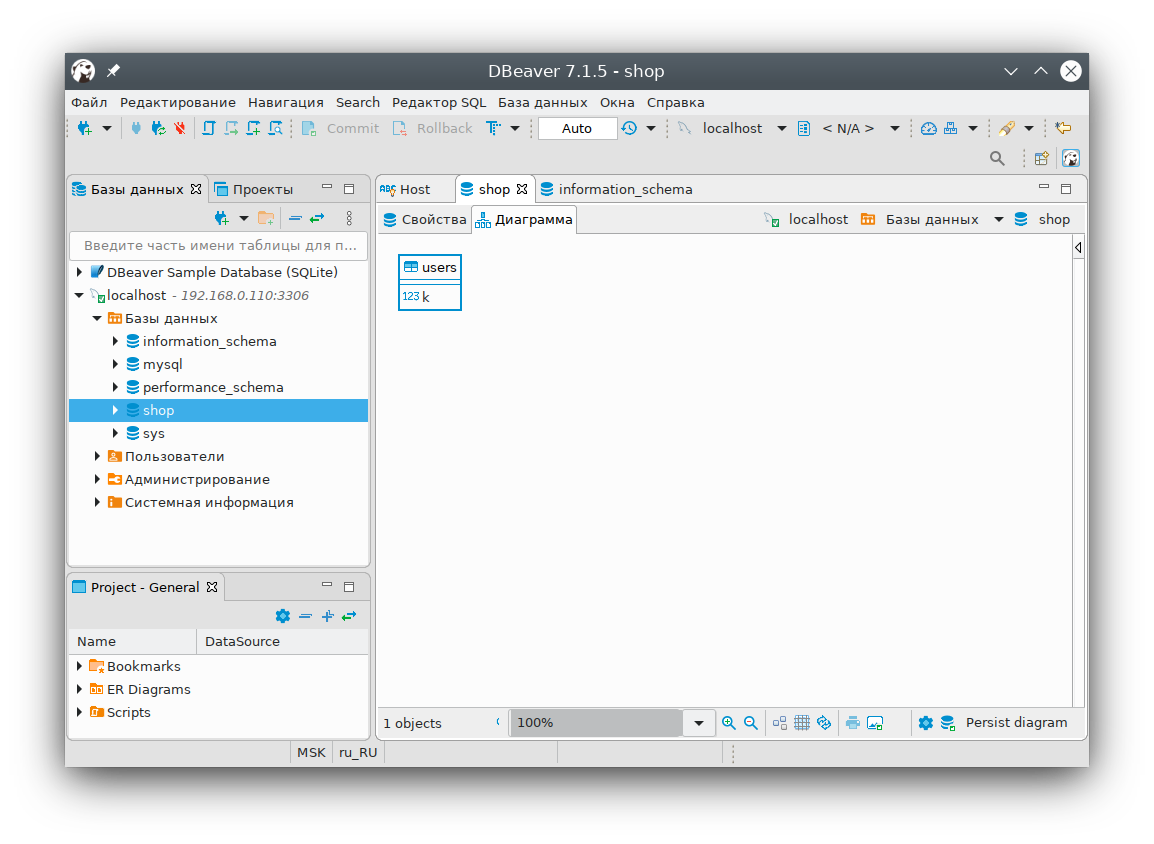 DBeaver 7.1.5 - shop
Файл Редактирование Навигация Search Редактор SQL База данных Окна Справка
Commit Rollback Auto localhost < N/A >
Базы данных Проекты
Введите часть имени таблицы для п...
DBeaver Sample Database (SQLite)
localhost - 192.168.0.110:3306
Базы данных
information_schema
mysql
performance_schema
shop
sys
Пользователи
Администрирование
Системная информация
Project - General
Name DataSource
Bookmarks
ER Diagrams
Scripts
ABC Host shop information_schema
Свойства Диаграмма localhost Базы данных shop
users
123 k
1 objects 100% Persist diagram
MSK ru_RU